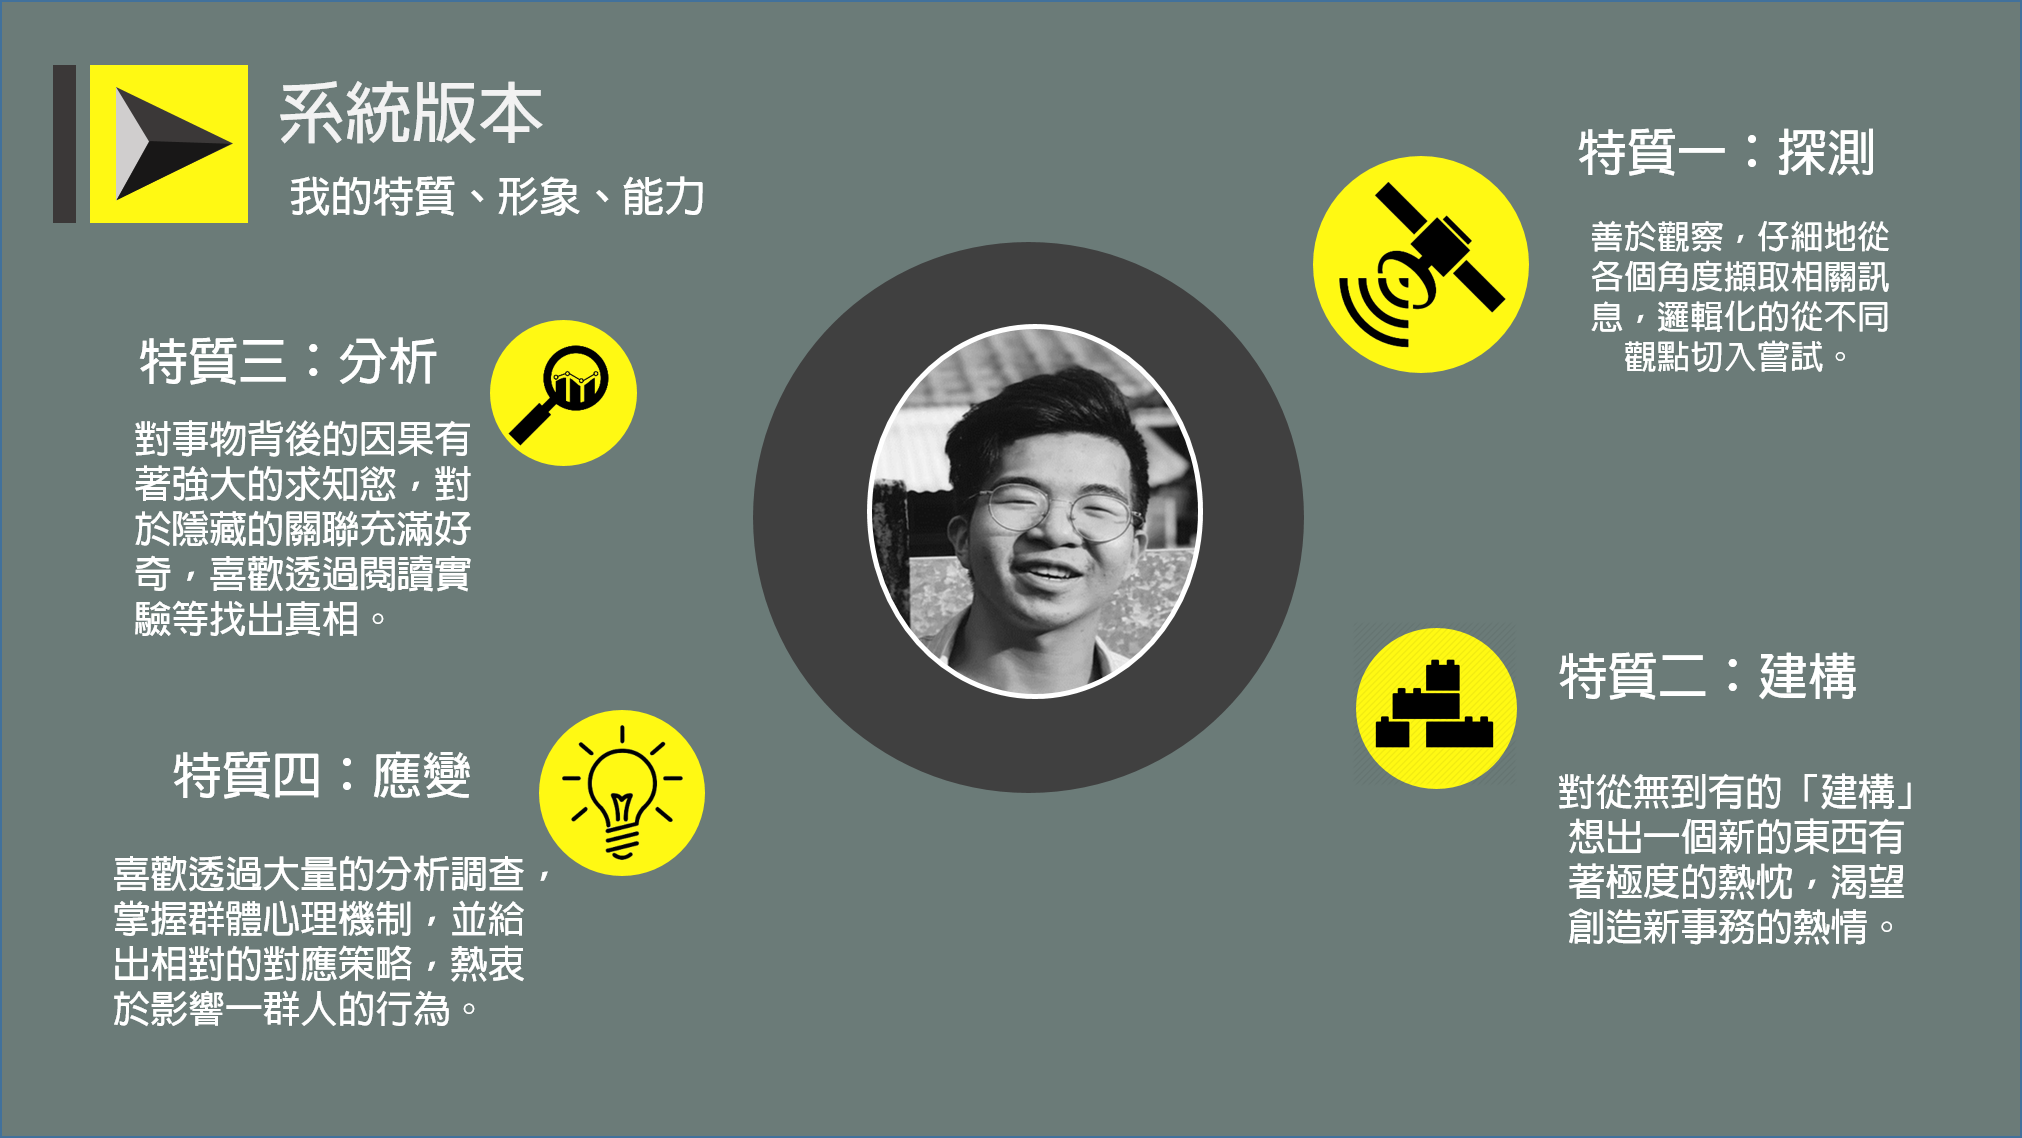 系統版本
我的特質、形象、能力
特質一：探測
善於觀察，仔細地從
各個角度擷取相關訊
息，邏輯化的從不同
觀點切入嘗試。
特質二：建構
對從無到有的「建構」
想出一個新的東西有
著極度的熱忱，渴望
創造新事務的熱情。
特質三：分析
對事物背後的因果有
著強大的求知慾，對
於隱藏的關聯充滿好
奇，喜歡透過閱讀實
驗等找出真相。
特質四：應變
喜歡透過大量的分析調查，
掌握群體心理機制，並給
出相對的對應策略，熱衷
於影響一群人的行為。